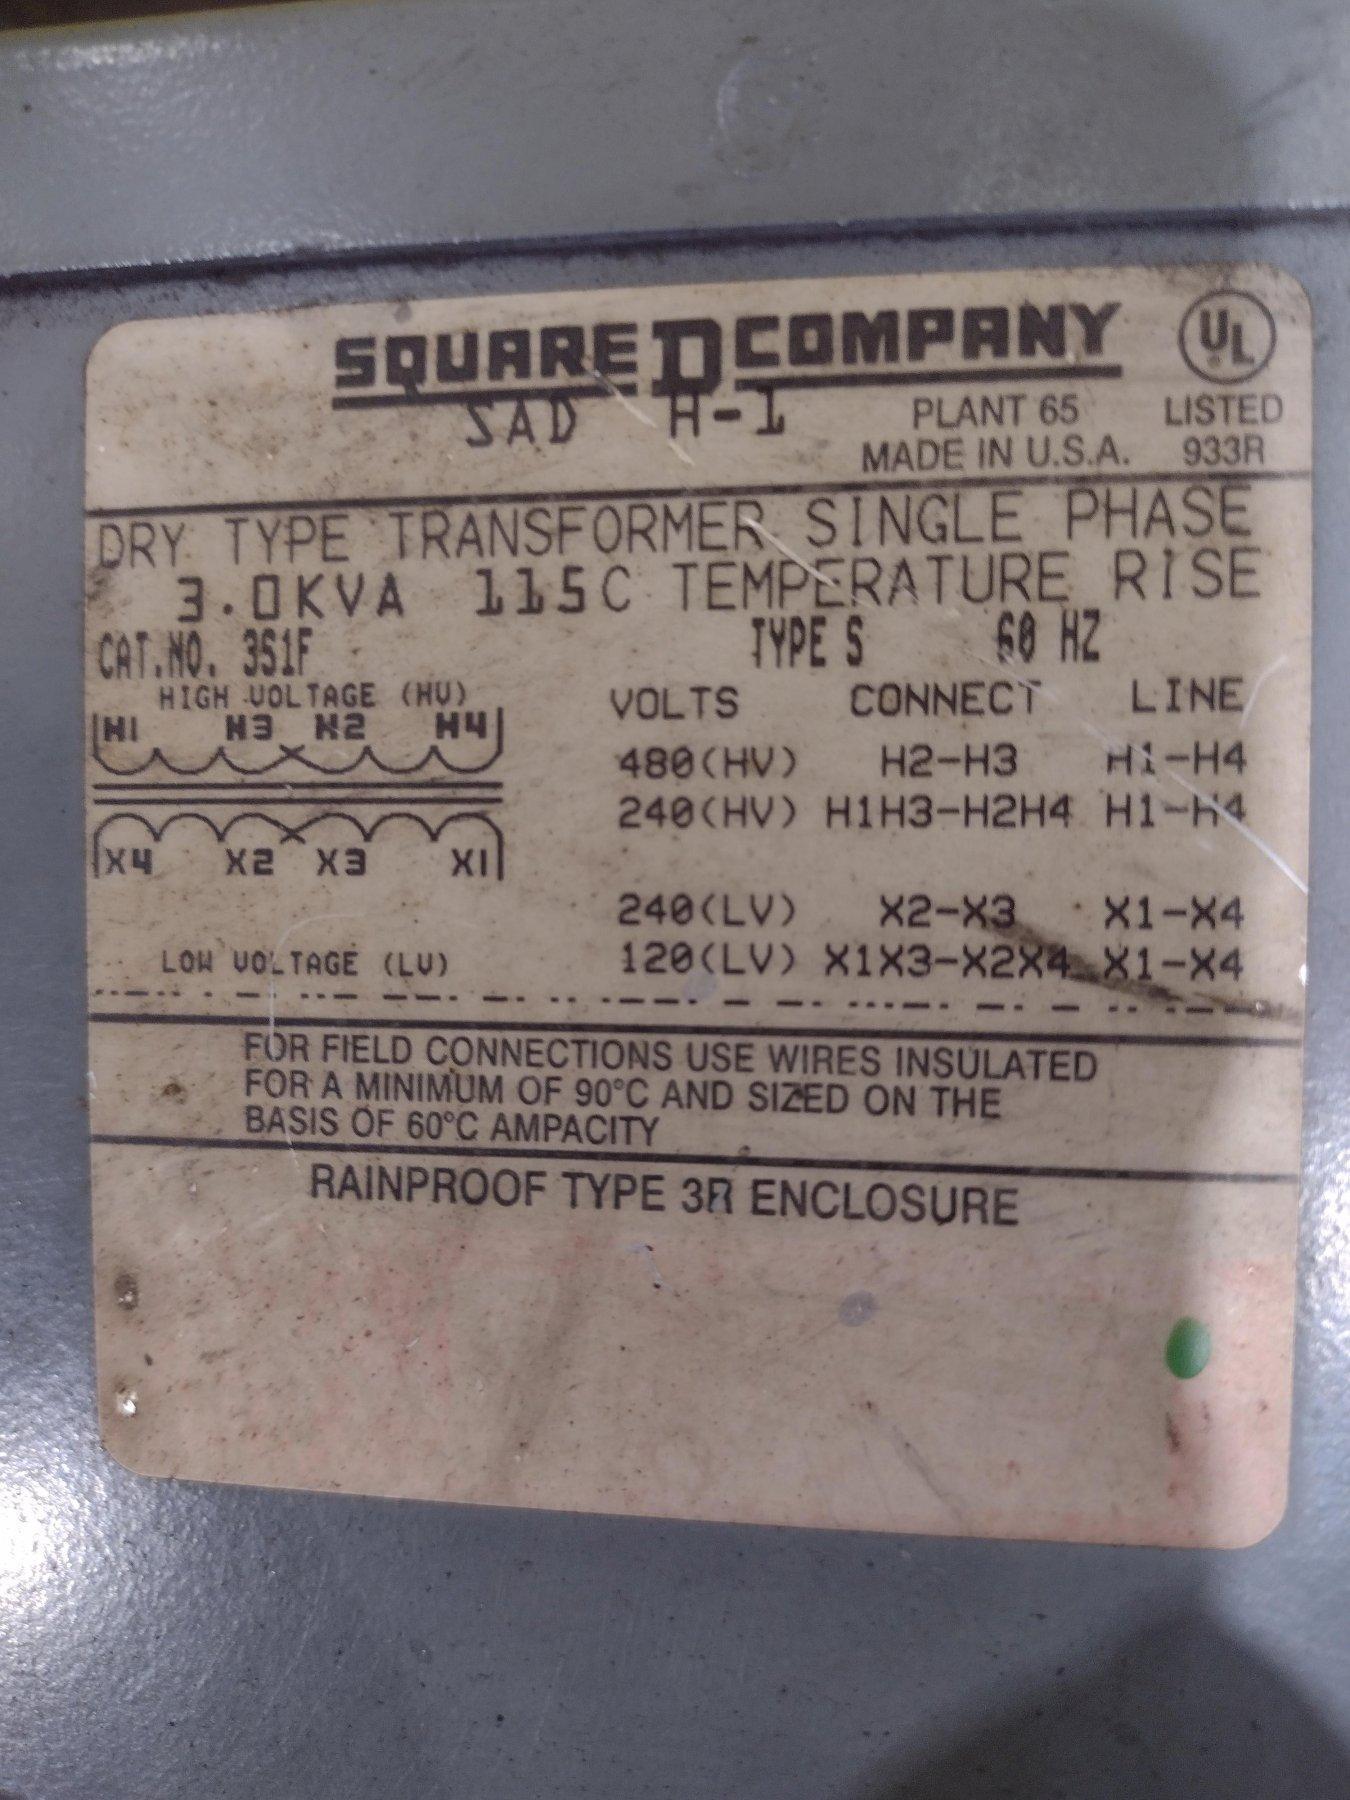 SQUARE D COMPANY
UL
SAD H-1 PLANT 65 LISTED
MADE IN U.S.A. 933R
DRY TYPE TRANSFORMER SINGLE PHASE
3.0KVA 115C TEMPERATURE RISE
CAT.NO. 3S1F TYPE S 60 HZ
HIGH VOLTAGE (HV) VOLTS CONNECT LINE
H1 H3 H2 H4
480(HV) H2-H3 H1-H4
240(HV) H1H3-H2H4 H1-H4
X4 X2 X3 X1
240(LV) X2-X3 X1-X4
LOW VOLTAGE (LV) 120(LV) X1X3-X2X4 X1-X4
FOR FIELD CONNECTIONS USE WIRES INSULATED
FOR A MINIMUM OF 90°C AND SIZED ON THE
BASIS OF 60°C AMPACITY
RAINPROOF TYPE 3R ENCLOSURE